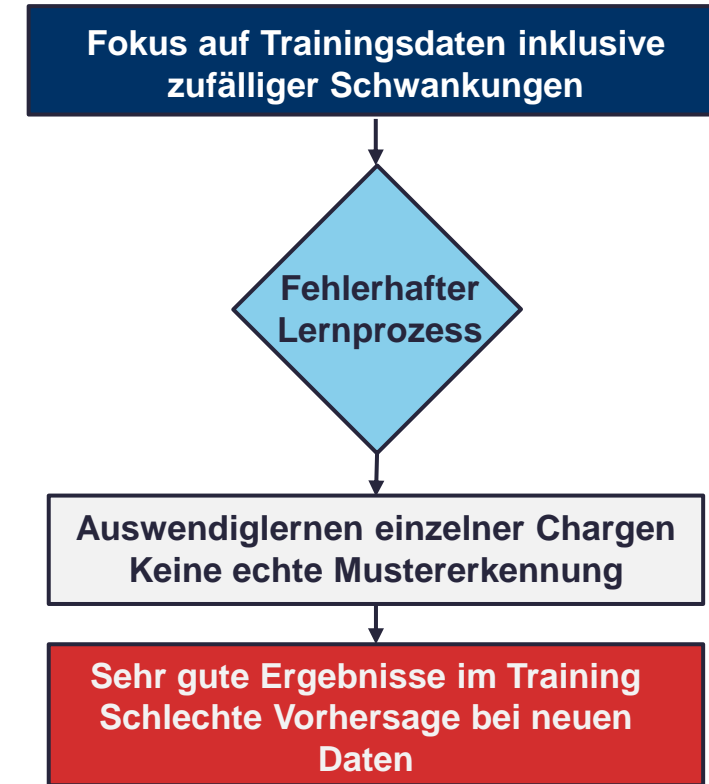 Fokus auf Trainingsdaten inklusive
zufälliger Schwankungen
Fehlerhafter
Lernprozess
Auswendiglernen einzelner Chargen
Keine echte Mustererkennung
Sehr gute Ergebnisse im Training
Schlechte Vorhersage bei neuen
Daten